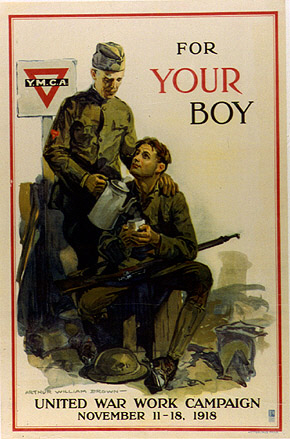 Y.M.C.A
FOR
YOUR
BOY
ARTHUR WILLIAM BROWN
UNITED WAR WORK CAMPAIGN
NOVEMBER 11-18, 1918